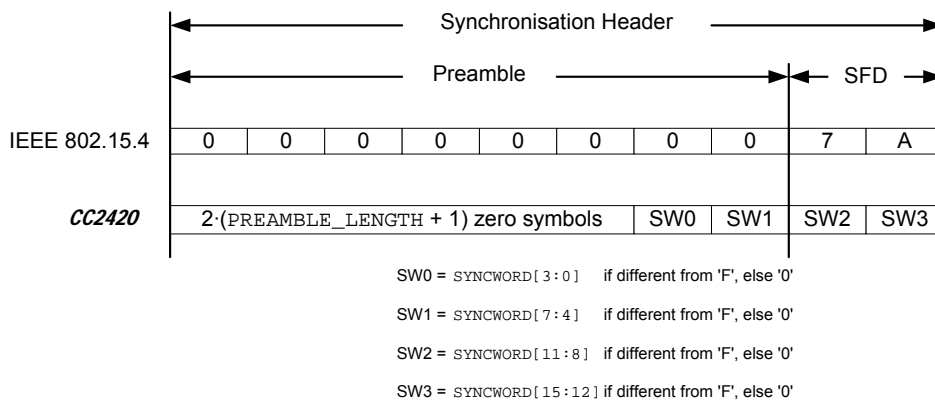 Synchronisation Header
Preamble SFD
IEEE 802.15.4 0 0 0 0 0 0 0 0 7 A
CC2420 2·(PREAMBLE_LENGTH + 1) zero symbols SW0 SW1 SW2 SW3
SW0 = SYNCWORD[3:0] if different from 'F', else '0'
SW1 = SYNCWORD[7:4] if different from 'F', else '0'
SW2 = SYNCWORD[11:8] if different from 'F', else '0'
SW3 = SYNCWORD[15:12] if different from 'F', else '0'